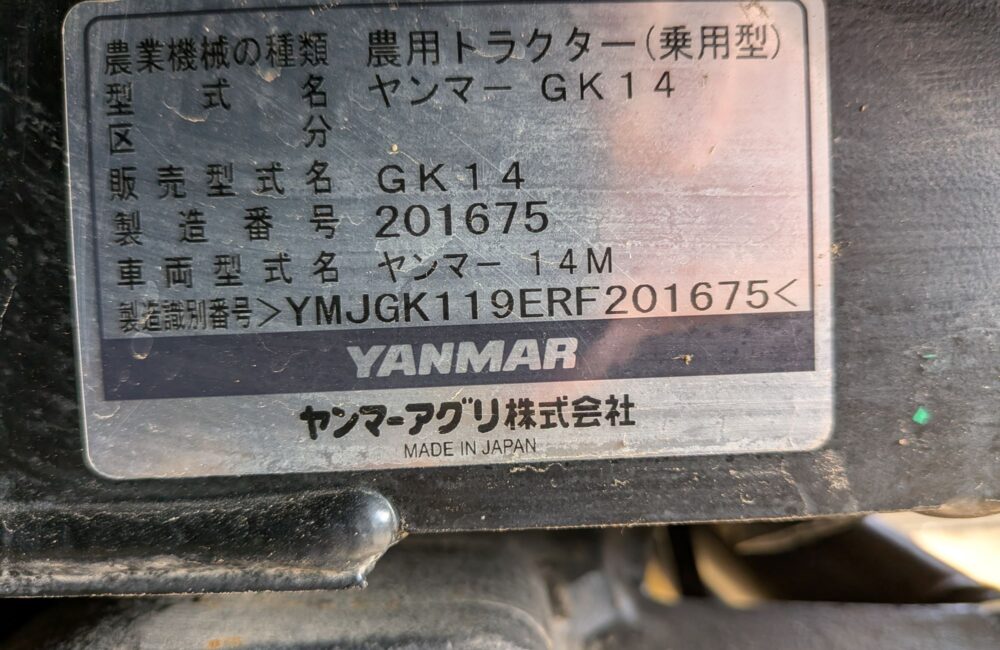 農業機械の種類 農用トラクター(乗用型)
型式名 ヤンマー GK14
区分
販売型式名 GK14
製造番号 201675
車両型式名 ヤンマー 14M
製造識別番号>YMJGK119ERF201675<
YANMAR
ヤンマーアグリ株式会社
MADE IN JAPAN